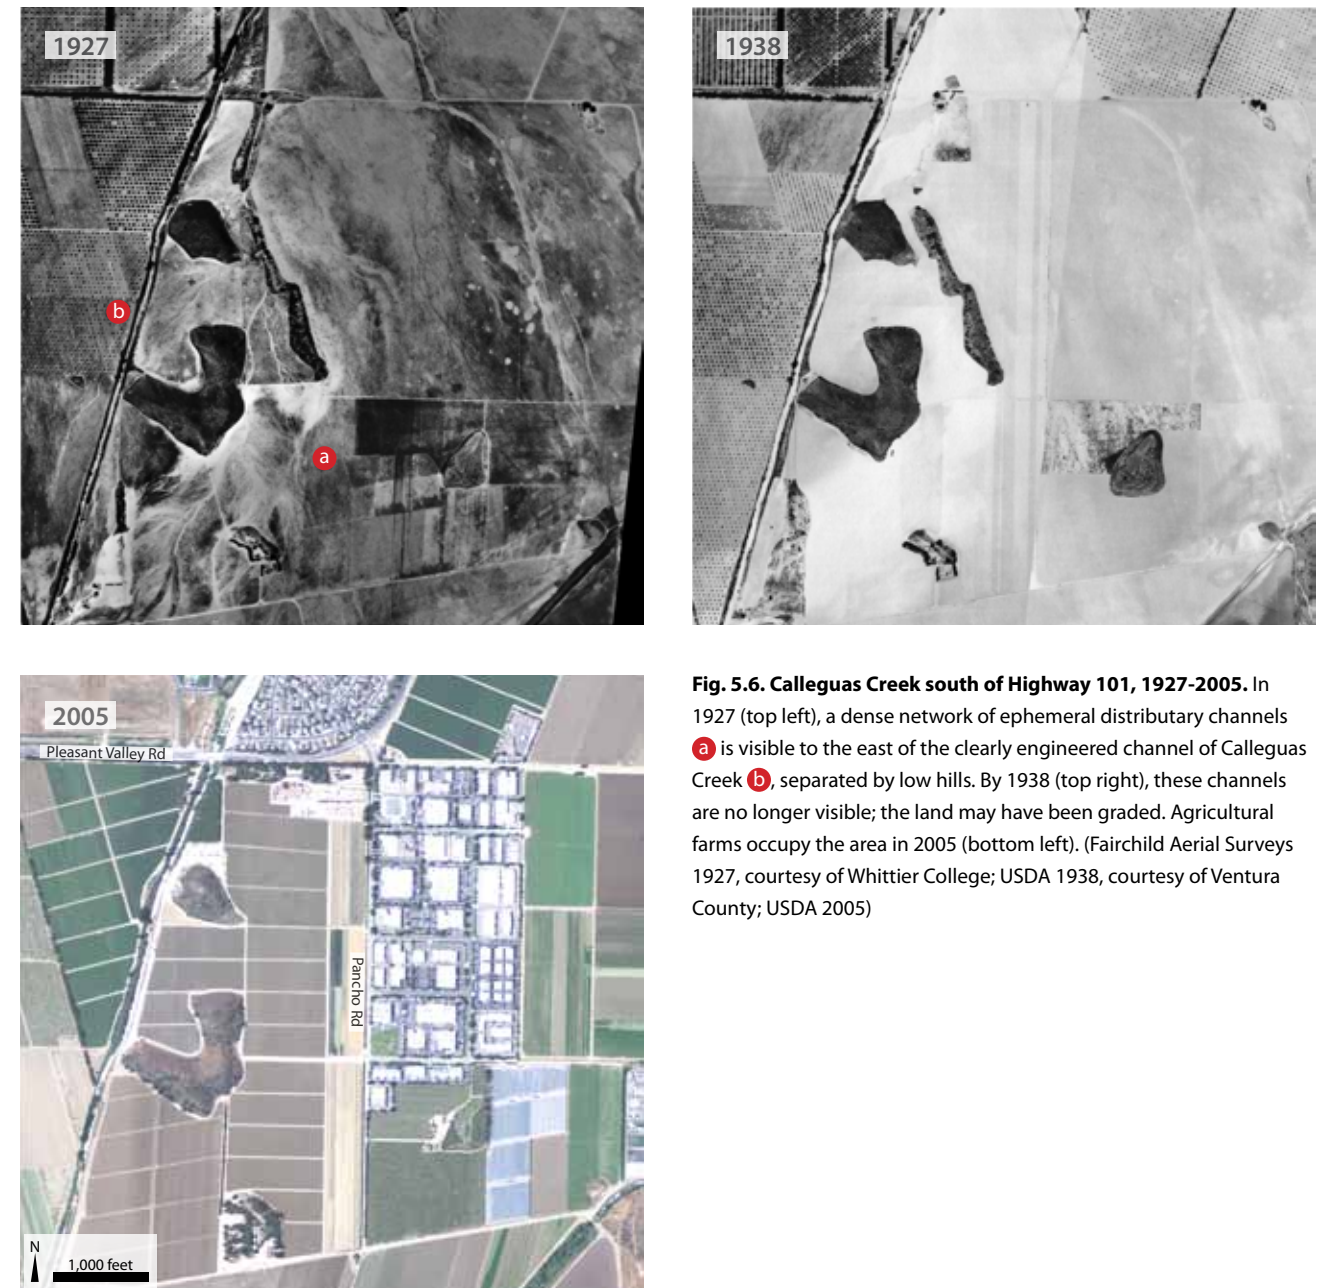 1927
1938
b
a
2005
Pleasant Valley Rd
Pancho Rd
N
1,000 feet
Fig. 5.6. Calleguas Creek south of Highway 101, 1927-2005. In
1927 (top left), a dense network of ephemeral distributary channels
a is visible to the east of the clearly engineered channel of Calleguas
Creek b, separated by low hills. By 1938 (top right), these channels
are no longer visible; the land may have been graded. Agricultural
farms occupy the area in 2005 (bottom left). (Fairchild Aerial Surveys
1927, courtesy of Whittier College; USDA 1938, courtesy of Ventura
County; USDA 2005)